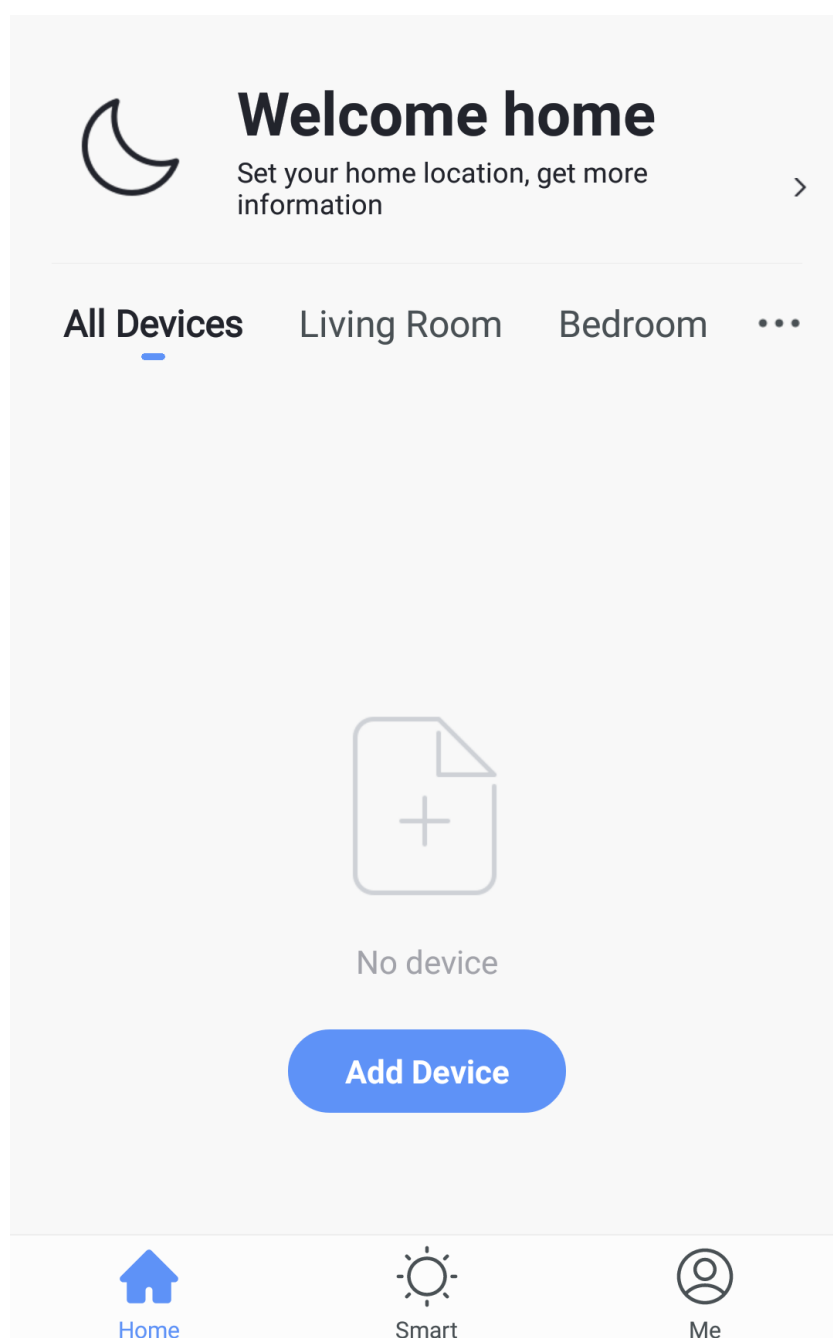 Welcome home
Set your home location, get more
information
All Devices Living Room Bedroom
No device
Add Device
Home Smart Me